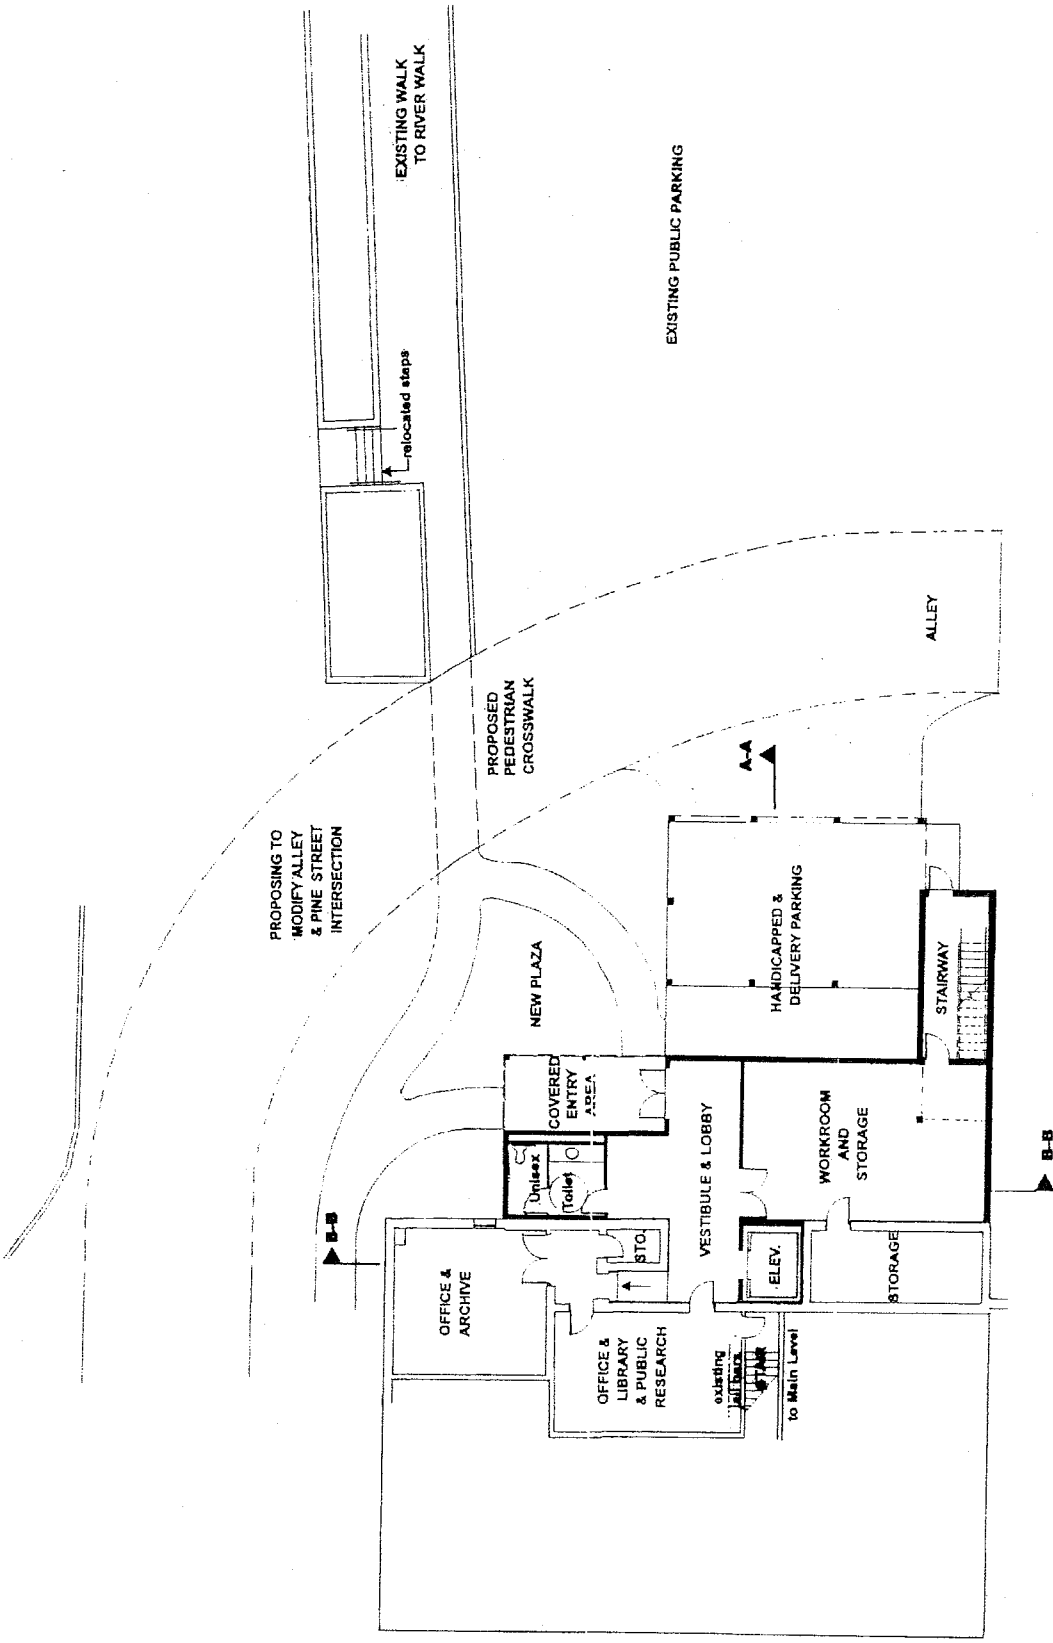 EXISTING WALK
TO RIVER WALK
EXISTING PUBLIC PARKING
relocated steps
ALLEY
PROPOSED
PEDESTRIAN
CROSSWALK
A-A
PROPOSING TO
MODIFY ALLEY
& PINE STREET
INTERSECTION
NEW PLAZA
HANDICAPPED &
DELIVERY PARKING
STAIRWAY
COVERED
ENTRY
AREA
Unisex
Toilet
VESTIBULE & LOBBY
WORKROOM
AND
STORAGE
B-B
B-B
STO.
ELEV.
STORAGE
OFFICE &
ARCHIVE
OFFICE &
LIBRARY
& PUBLIC
RESEARCH
existing
STAIR
to Main Level